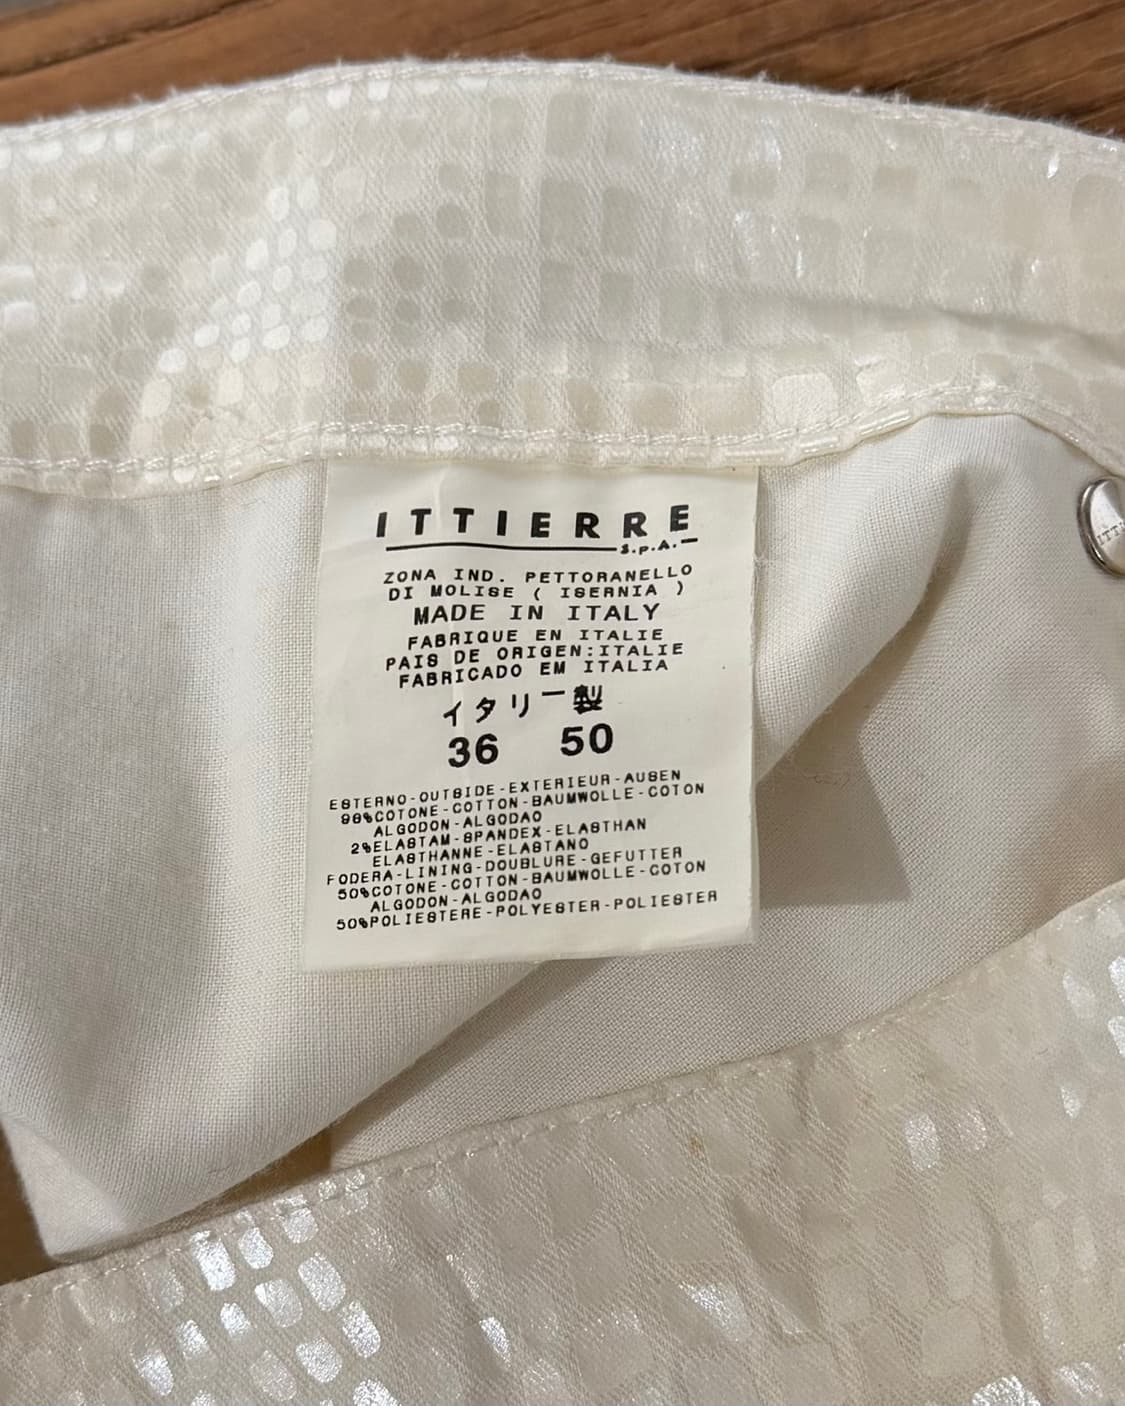 ITTIERRE
S.p.A.
ZONA IND. PETTORANELLO
DI MOLISE ( ISERNIA )
MADE IN ITALY
FABRIQUE EN ITALIE
PAIS DE ORIGEN:ITALIE
FABRICADO EM ITALIA
イタリー製
36 50
ESTERNO-OUTSIDE-EXTERIEUR-AUSEN
98%COTONE-COTTON-BAUMWOLLE-COTON
ALGODON-ALGODAO
2%ELASTAM-SPANDEX-ELASTHAN
ELASTHANNE-ELASTANO
FODERA-LINING-DOUBLURE-GEFUTTER
50%COTONE-COTTON-BAUMWOLLE-COTON
ALGODON-ALGODAO
50%POLIESTERE-POLYESTER-POLIESTER